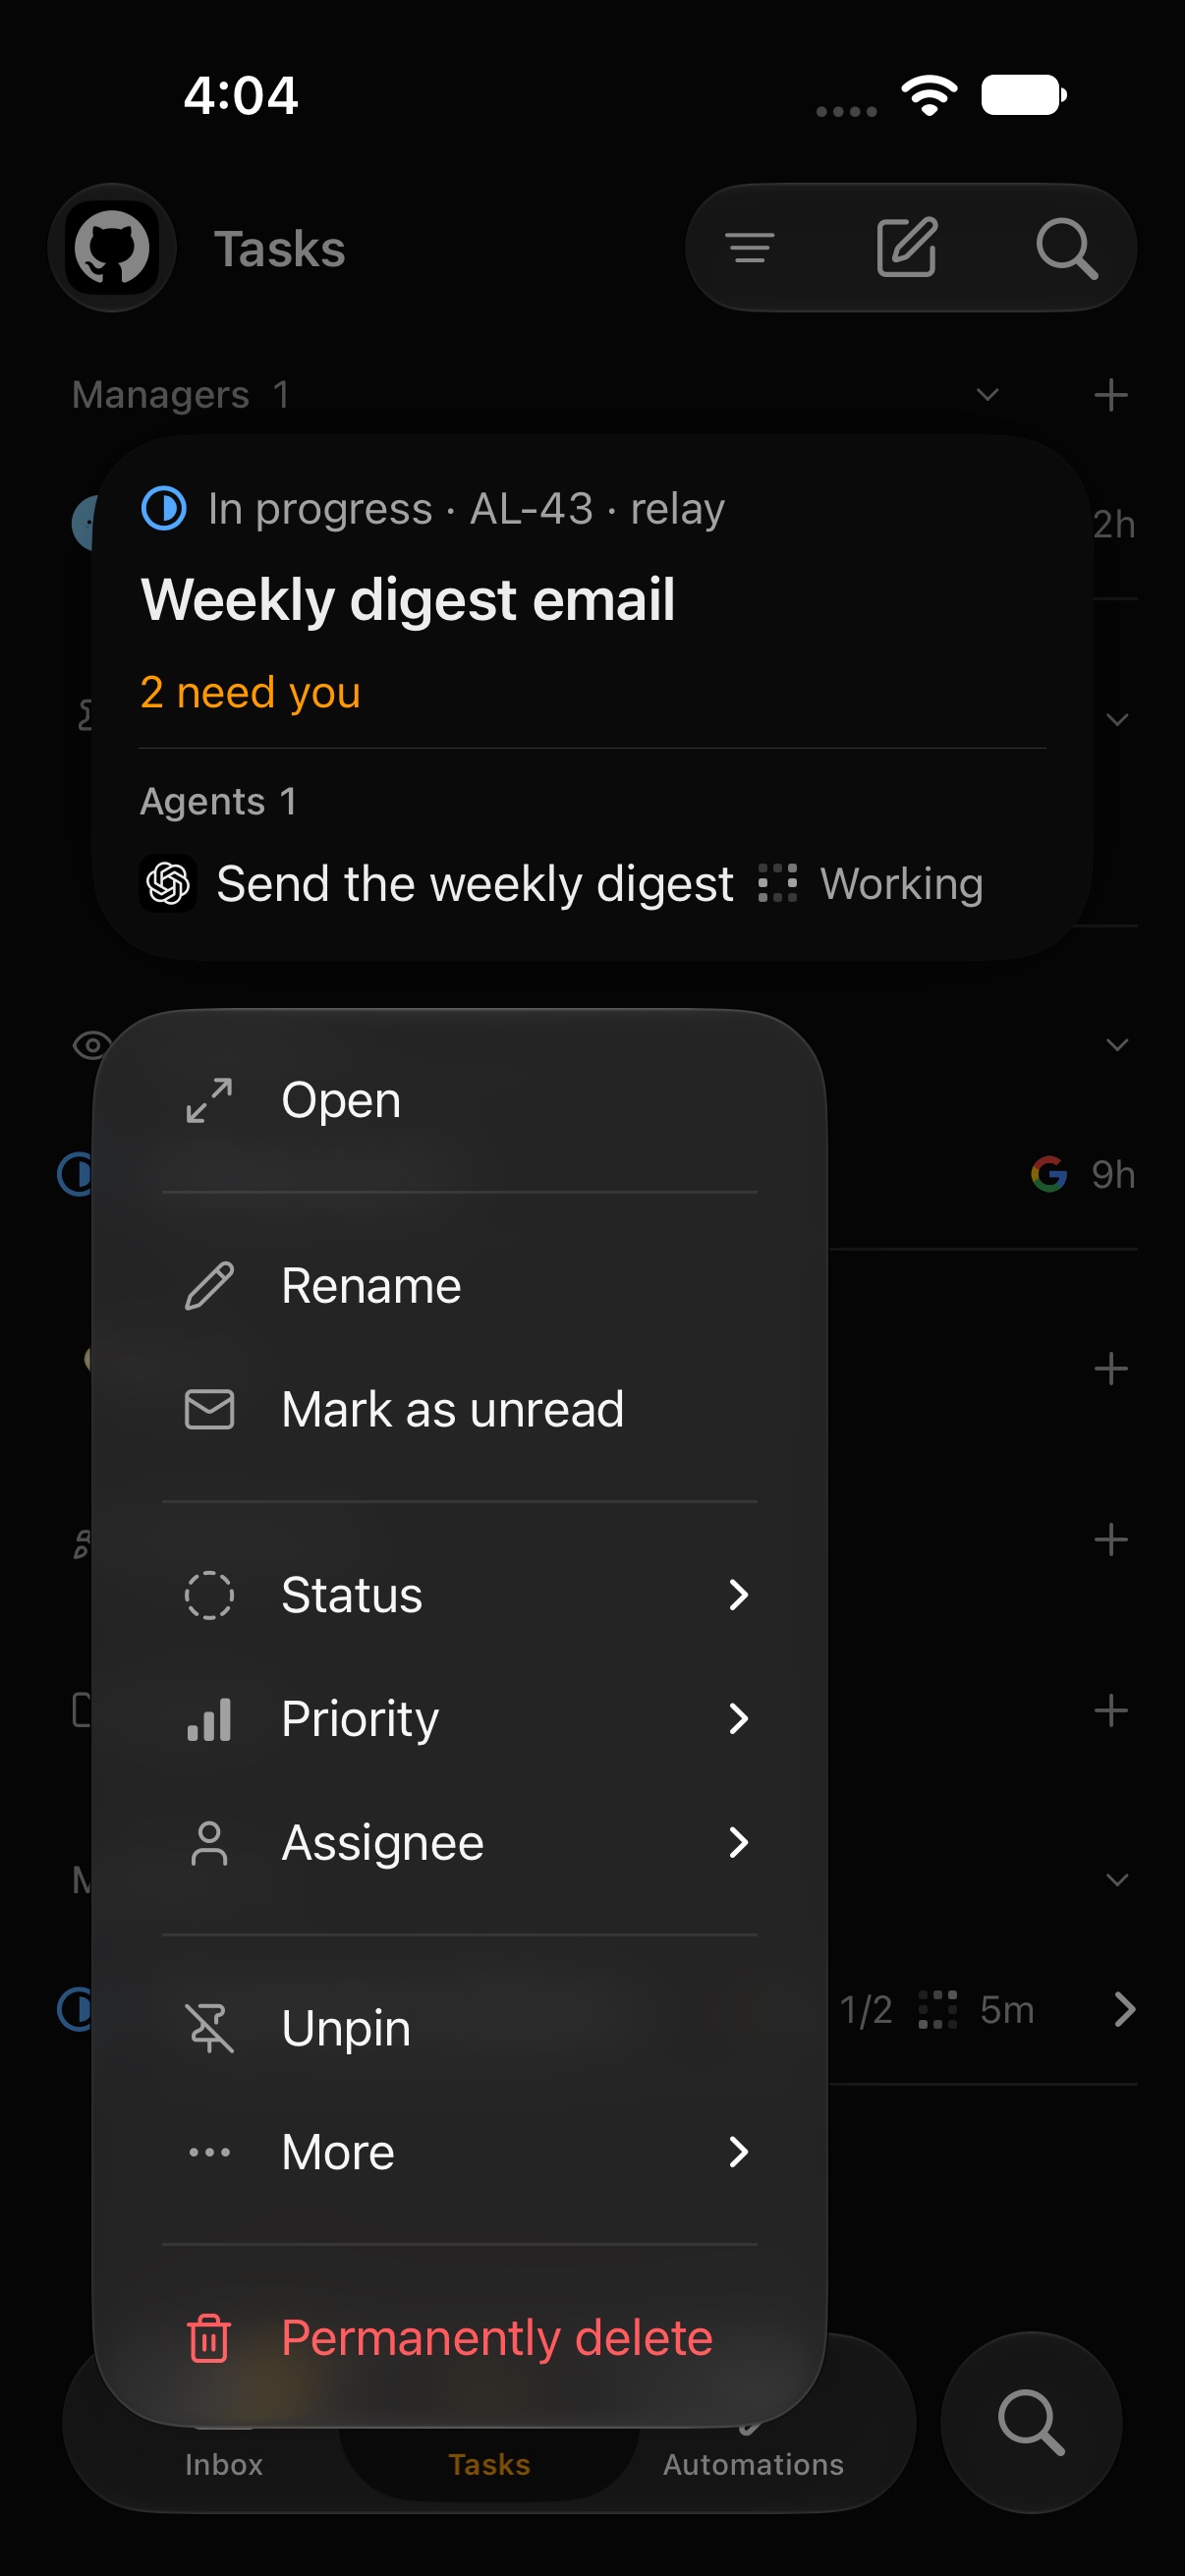 4:04
Tasks
Managers 1
2h
In progress · AL-43 · relay
Weekly digest email
2 need you
Agents 1
Send the weekly digest Working
Open
9h
Rename
Mark as unread
Status
Priority
Assignee
Unpin
1/2 5m
More
Permanently delete
Inbox Tasks Automations